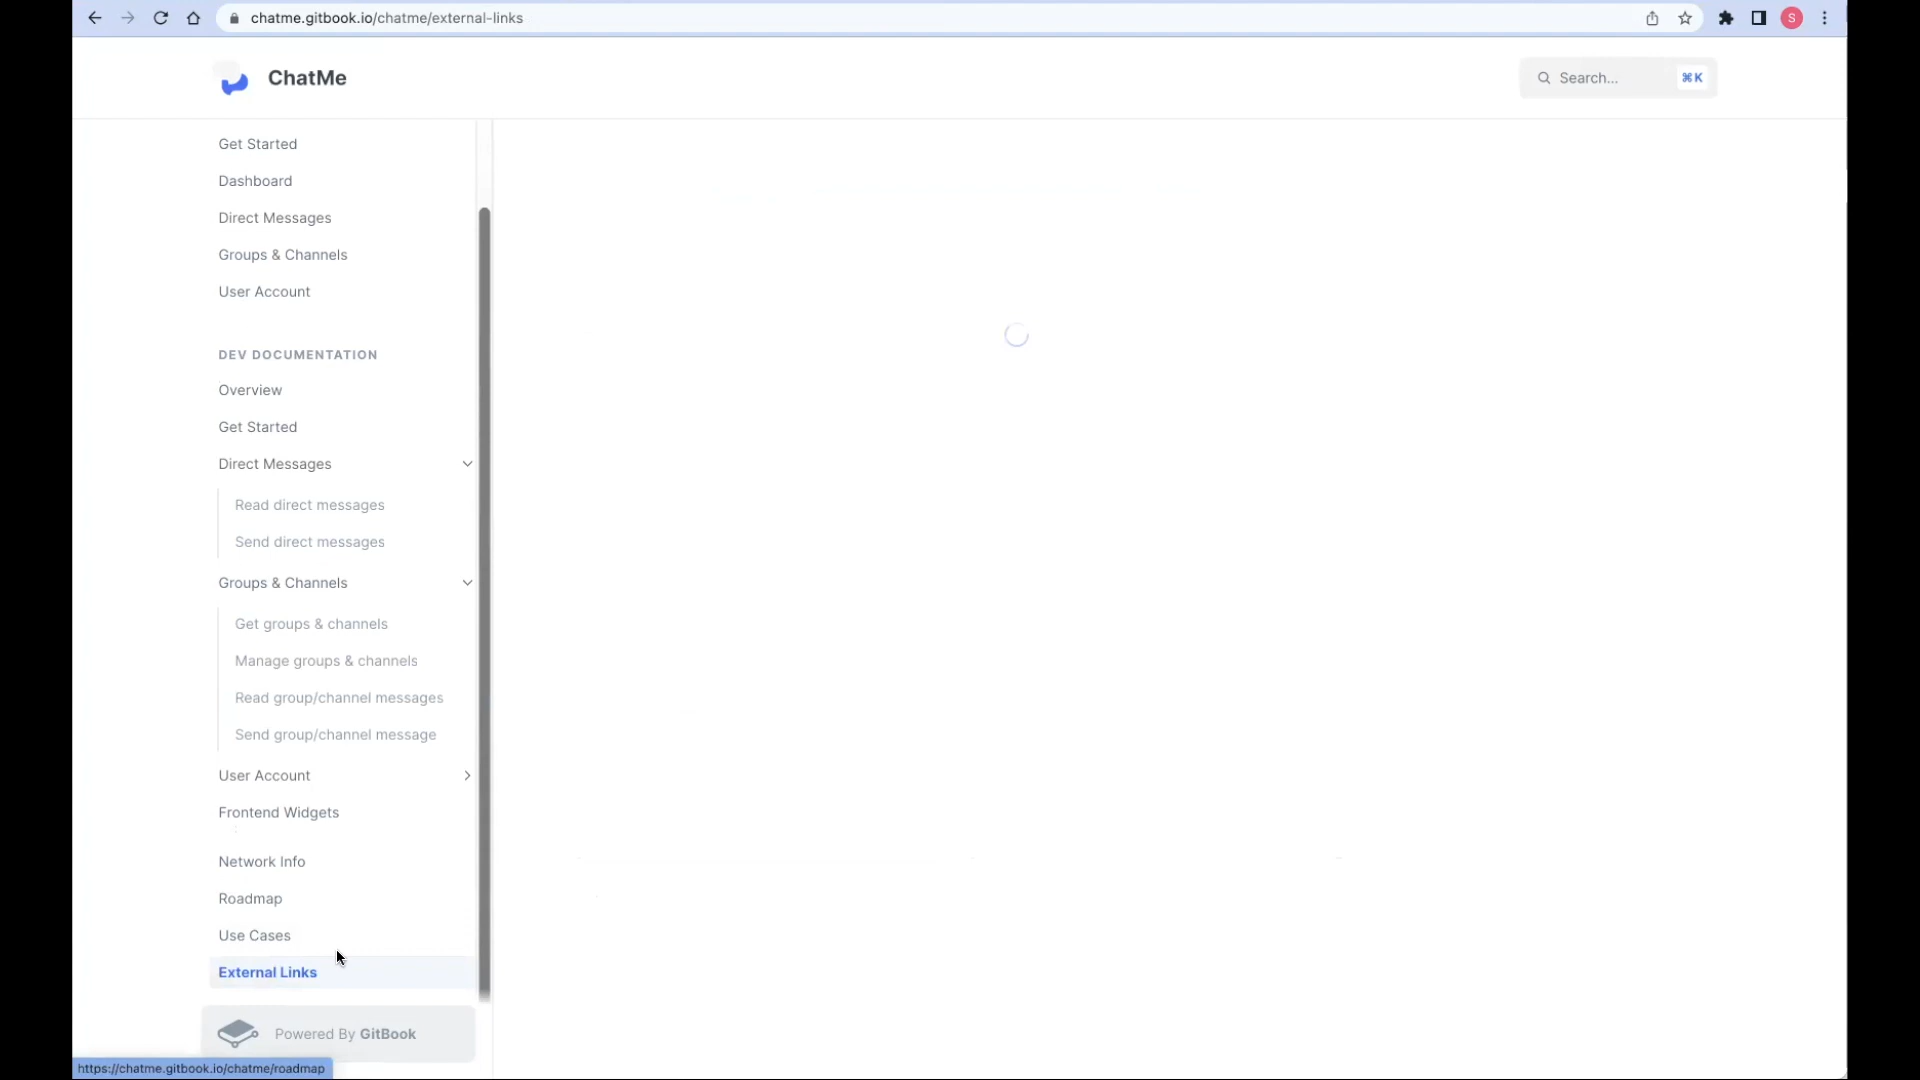 chatme.gitbook.io/chatme/external-links
S
ChatMe
Search...
⌘K
Get Started
Dashboard
Direct Messages
Groups & Channels
User Account
DEV DOCUMENTATION
Overview
Get Started
Direct Messages
Read direct messages
Send direct messages
Groups & Channels
Get groups & channels
Manage groups & channels
Read group/channel messages
Send group/channel message
User Account
Frontend Widgets
Network Info
Roadmap
Use Cases
External Links
Powered By GitBook
https://chatme.gitbook.io/chatme/roadmap